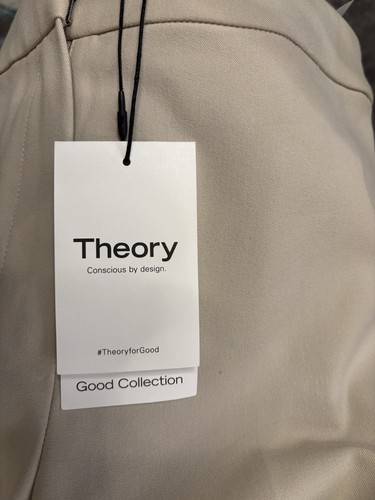 Theory
Conscious by design.
#TheoryforGood
Good Collection